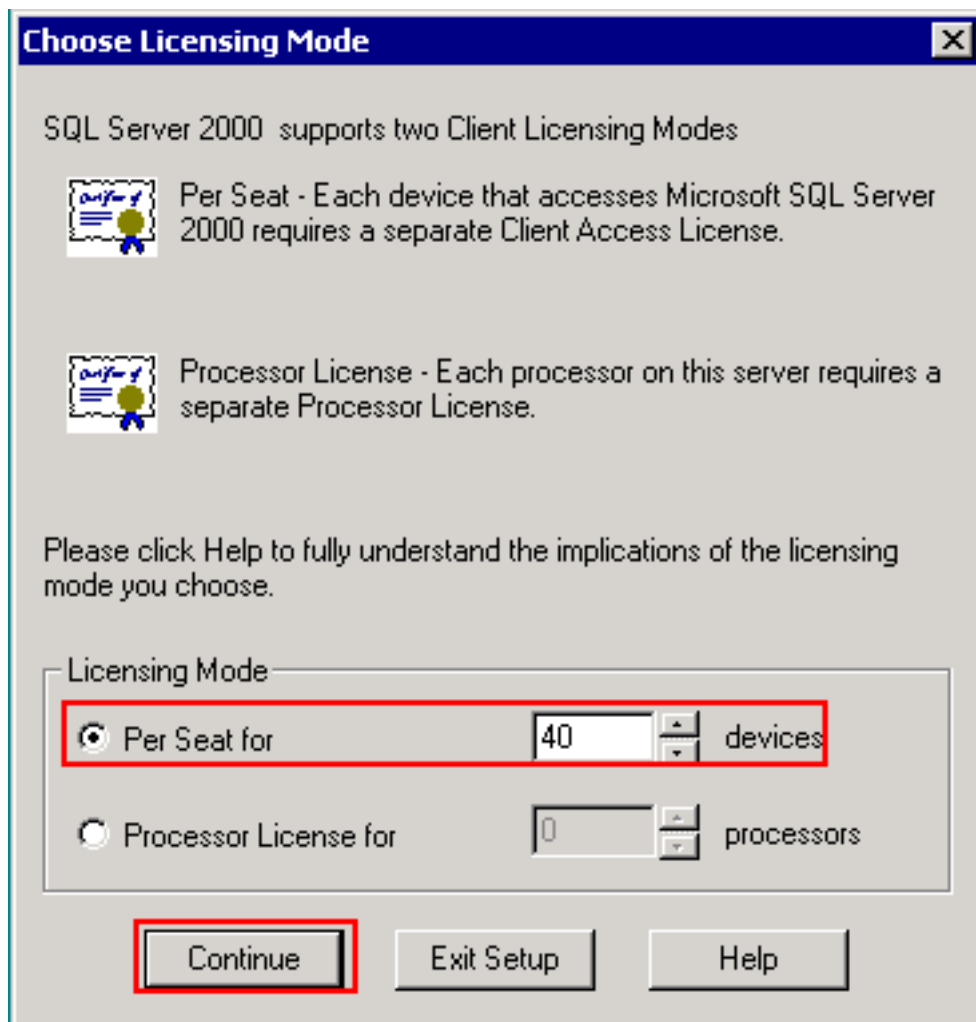 Choose Licensing Mode
SQL Server 2000  supports two Client Licensing Modes
Per Seat - Each device that accesses Microsoft SQL Server
2000 requires a separate Client Access License.
Processor License - Each processor on this server requires a
separate Processor License.
Please click Help to fully understand the implications of the licensing
mode you choose.
Licensing Mode
Per Seat for 40 devices
Processor License for 0 processors
Continue Exit Setup Help